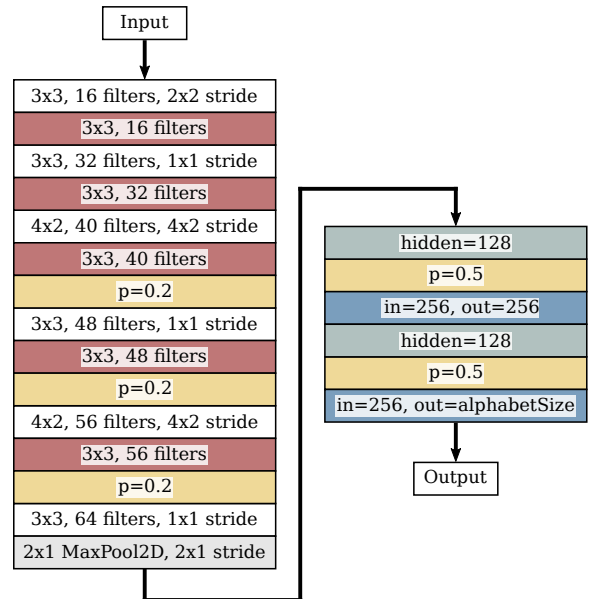 Input
3x3, 16 filters, 2x2 stride
3x3, 16 filters
3x3, 32 filters, 1x1 stride
3x3, 32 filters
4x2, 40 filters, 4x2 stride
3x3, 40 filters
p=0.2
3x3, 48 filters, 1x1 stride
3x3, 48 filters
p=0.2
4x2, 56 filters, 4x2 stride
3x3, 56 filters
p=0.2
3x3, 64 filters, 1x1 stride
2x1 MaxPool2D, 2x1 stride
hidden=128
p=0.5
in=256, out=256
hidden=128
p=0.5
in=256, out=alphabetSize
Output